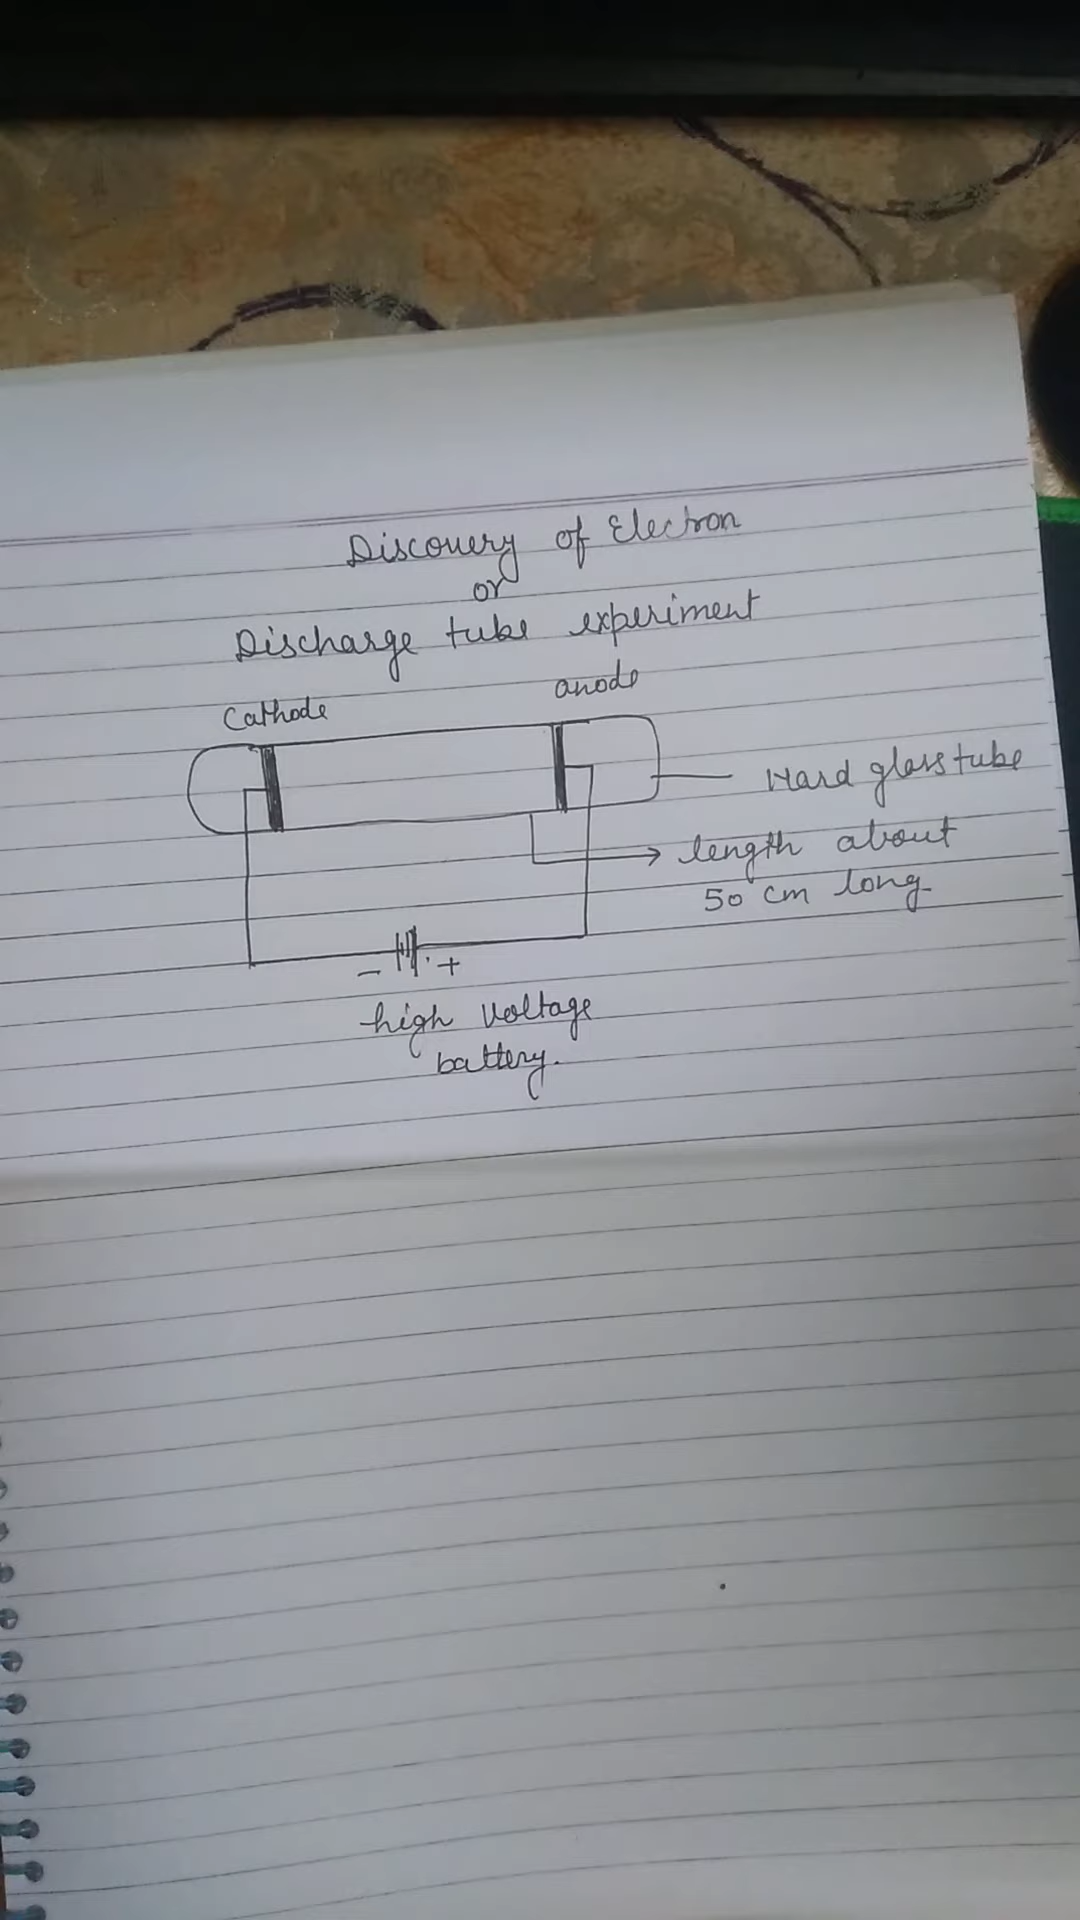 Discovery of Electron
or
Discharge tube experiment
Cathode
anode
Hard glass tube
length about
50 cm long
- +
high voltage
battery.